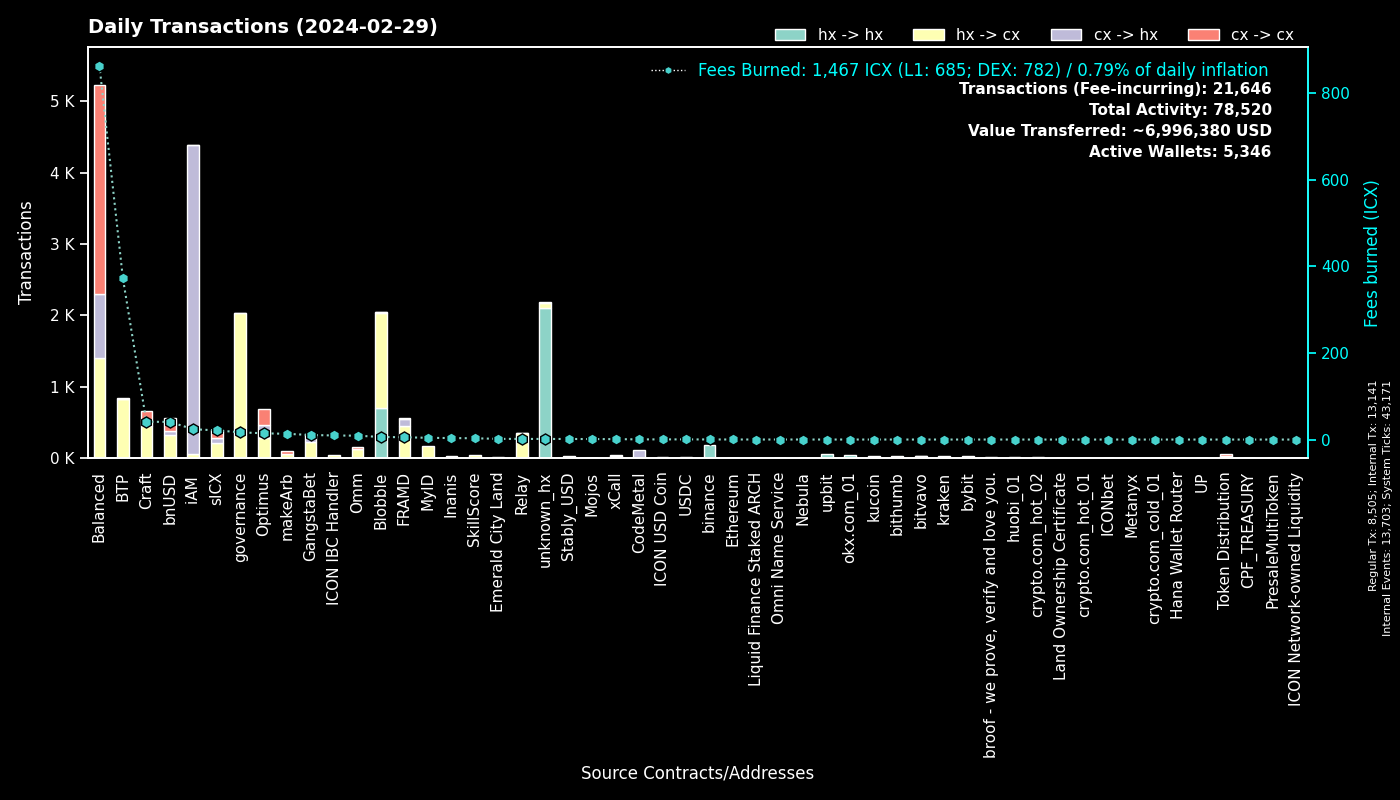 Daily Transactions (2024-02-29)
hx -> hx
hx -> cx
cx -> hx
cx -> cx
Fees Burned: 1,467 ICX (L1: 685; DEX: 782) / 0.79% of daily inflation
Transactions (Fee-incurring): 21,646
Total Activity: 78,520
Value Transferred: ~6,996,380 USD
Active Wallets: 5,346
Transactions
5 K
4 K
3 K
2 K
1 K
0 K
800
600
400
200
0
Fees burned (ICX)
Regular Tx: 8,505; Internal Tx: 13,141
Internal Events: 13,703; System Ticks: 43,171
Balanced
BTP
Craft
bnUSD
iAM
sICX
governance
Optimus
makeArb
GangstaBet
ICON IBC Handler
Omm
Blobble
FRAMD
MyID
Inanis
SkillScore
Emerald City Land
Relay
unknown_hx
Stably_USD
Mojos
xCall
CodeMetal
ICON USD Coin
USDC
binance
Ethereum
Liquid Finance Staked ARCH
Omni Name Service
Nebula
upbit
okx.com_01
kucoin
bithumb
bitvavo
kraken
bybit
broof - we prove, verify and love you.
huobi_01
crypto.com_hot_02
Land Ownership Certificate
crypto.com_hot_01
ICONbet
Metanyx
crypto.com_cold_01
Hana Wallet Router
UP
Token Distribution
CPF_TREASURY
PresaleMultiToken
ICON Network-owned Liquidity
Source Contracts/Addresses